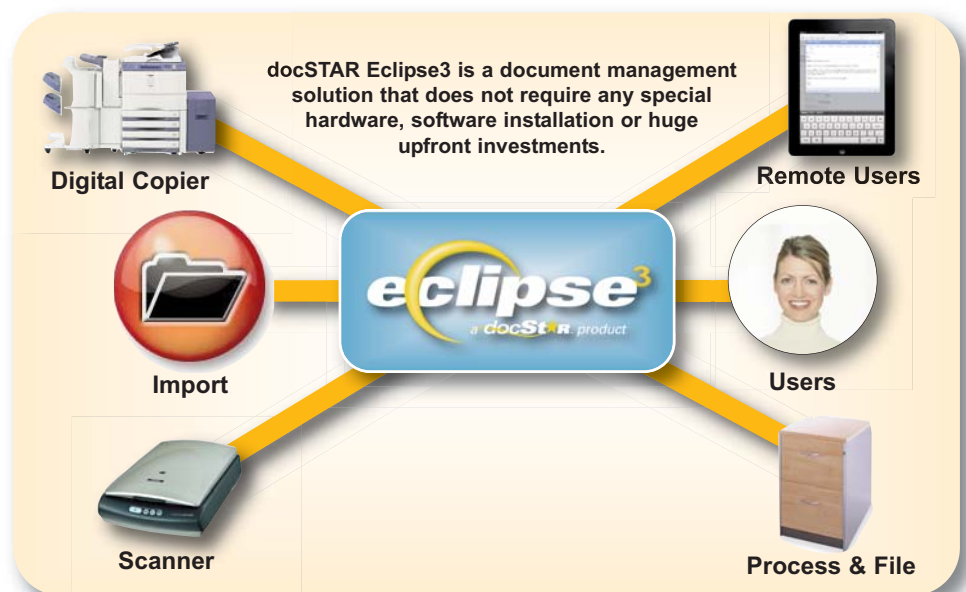 docSTAR Eclipse3 is a document management
solution that does not require any special
hardware, software installation or huge
upfront investments.
Digital Copier
Remote Users
eclipse3
a docStAR product
Import
Users
Scanner
Process & File